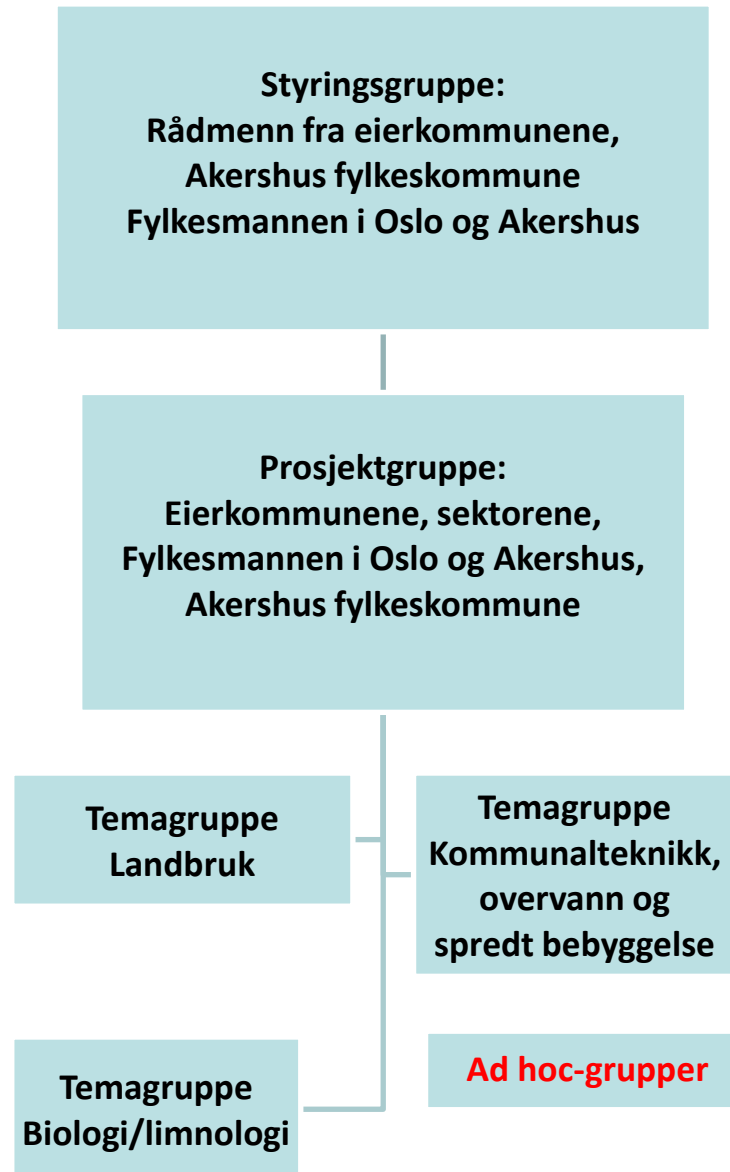 Styringsgruppe:
Rådmenn fra eierkommunene,
Akershus fylkeskommune
Fylkesmannen i Oslo og Akershus
Prosjektgruppe:
Eierkommunene, sektorene,
Fylkesmannen i Oslo og Akershus,
Akershus fylkeskommune
Temagruppe
Landbruk
Temagruppe
Kommunalteknikk,
overvann og
spredt bebyggelse
Temagruppe
Biologi/limnologi
Ad hoc-grupper